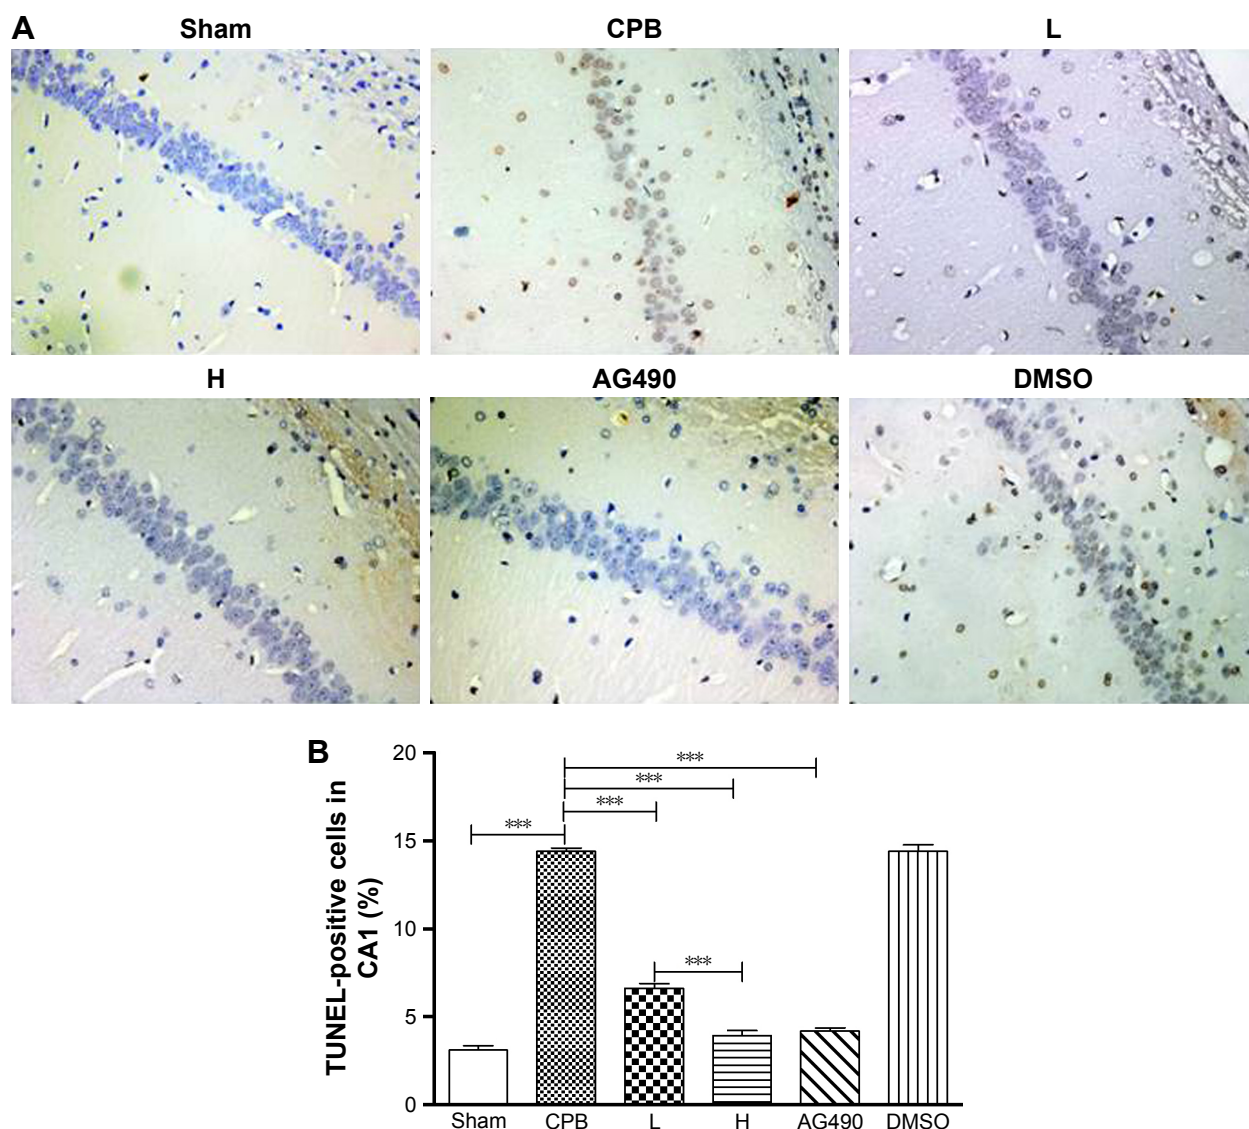 A
Sham CPB L
H AG490 DMSO
B
TUNEL-positive cells in
CA1 (%)
20
15
10
5
0
***
***
***
***
***
Sham CPB L H AG490 DMSO